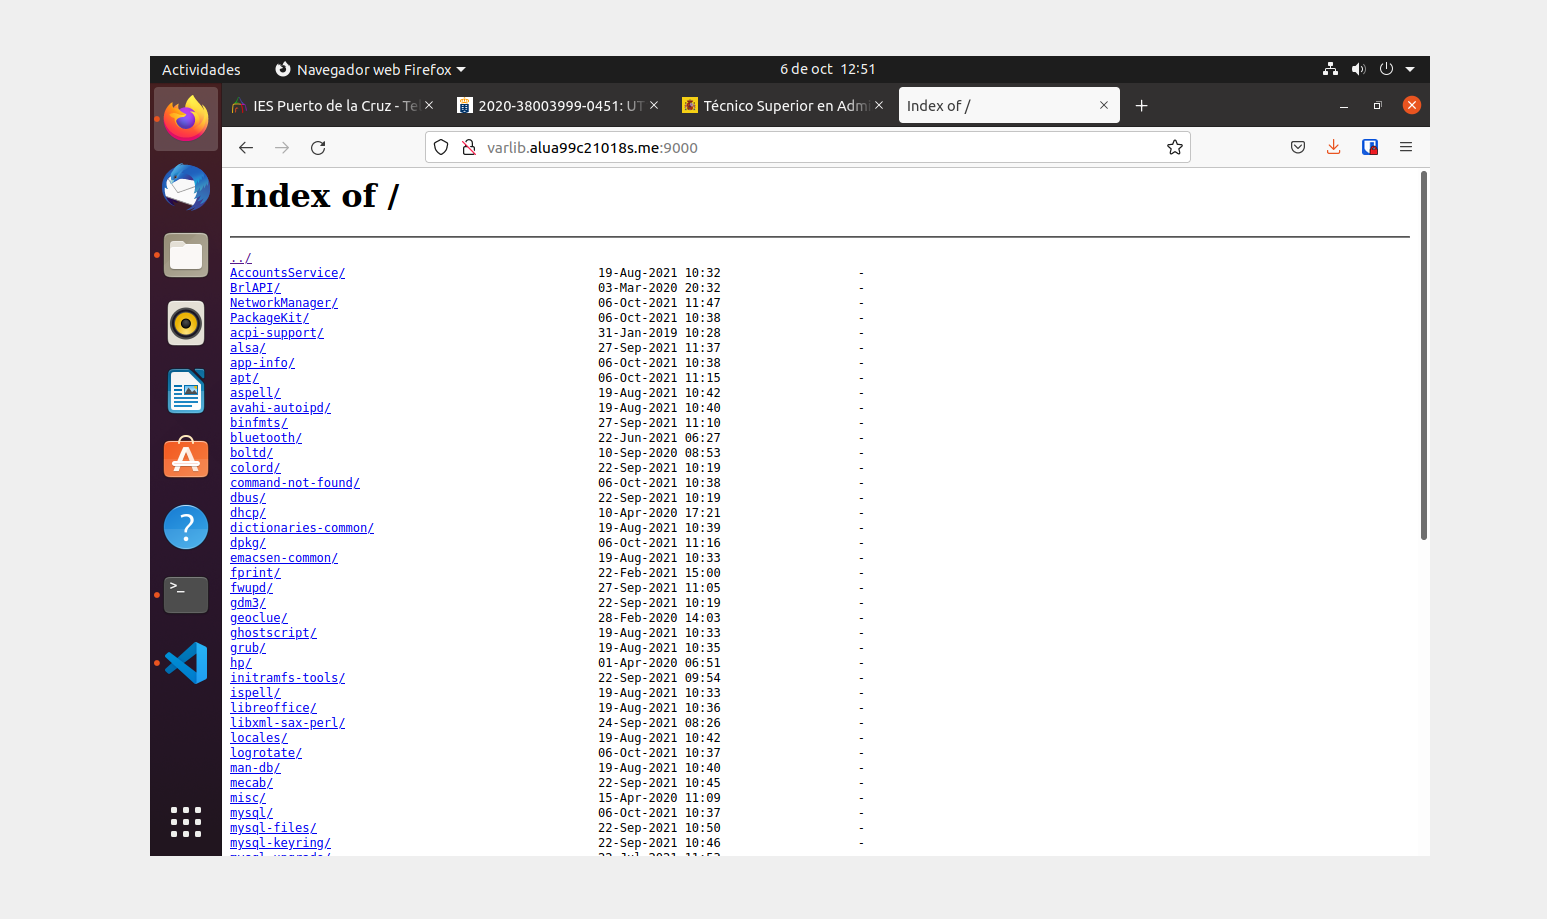 Actividades Navegador web Firefox 6 de oct 12:51
IES Puerto de la Cruz - Tel 2020-38003999-0451: UT Técnico Superior en Admi Index of /
varlib.alua99c21018s.me:9000
Index of /
../
AccountsService/ 19-Aug-2021 10:32 -
BrlAPI/ 03-Mar-2020 20:32 -
NetworkManager/ 06-Oct-2021 11:47 -
PackageKit/ 06-Oct-2021 10:38 -
acpi-support/ 31-Jan-2019 10:28 -
alsa/ 27-Sep-2021 11:37 -
app-info/ 06-Oct-2021 10:38 -
apt/ 06-Oct-2021 11:15 -
aspell/ 19-Aug-2021 10:42 -
avahi-autoipd/ 19-Aug-2021 10:40 -
binfmts/ 27-Sep-2021 11:10 -
bluetooth/ 22-Jun-2021 06:27 -
boltd/ 10-Sep-2020 08:53 -
colord/ 22-Sep-2021 10:19 -
command-not-found/ 06-Oct-2021 10:38 -
dbus/ 22-Sep-2021 10:19 -
dhcp/ 10-Apr-2020 17:21 -
dictionaries-common/ 19-Aug-2021 10:39 -
dpkg/ 06-Oct-2021 11:16 -
emacsen-common/ 19-Aug-2021 10:33 -
fprint/ 22-Feb-2021 15:00 -
fwupd/ 27-Sep-2021 11:05 -
gdm3/ 22-Sep-2021 10:19 -
geoclue/ 28-Feb-2020 14:03 -
ghostscript/ 19-Aug-2021 10:33 -
grub/ 19-Aug-2021 10:35 -
hp/ 01-Apr-2020 06:51 -
initramfs-tools/ 22-Sep-2021 09:54 -
ispell/ 19-Aug-2021 10:33 -
libreoffice/ 19-Aug-2021 10:36 -
libxml-sax-perl/ 24-Sep-2021 08:26 -
locales/ 19-Aug-2021 10:42 -
logrotate/ 06-Oct-2021 10:37 -
man-db/ 19-Aug-2021 10:40 -
mecab/ 22-Sep-2021 10:45 -
misc/ 15-Apr-2020 11:09 -
mysql/ 06-Oct-2021 10:37 -
mysql-files/ 22-Sep-2021 10:50 -
mysql-keyring/ 22-Sep-2021 10:46 -